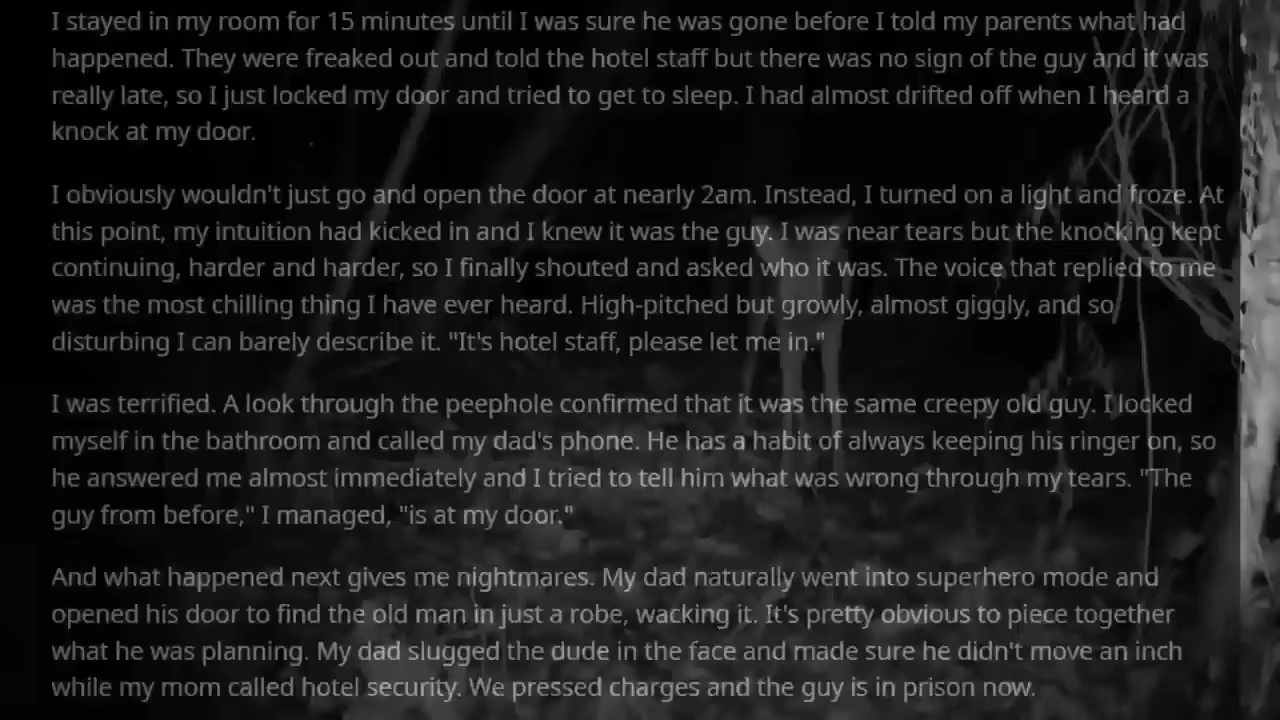 I stayed in my room for 15 minutes until I was sure he was gone before I told my parents what had
happened. They were freaked out and told the hotel staff but there was no sign of the guy and it was
really late, so I just locked my door and tried to get to sleep. I had almost drifted off when I heard a
knock at my door.
I obviously wouldn't just go and open the door at nearly 2am. Instead, I turned on a light and froze. At
this point, my intuition had kicked in and I knew it was the guy. I was near tears but the knocking kept
continuing, harder and harder, so I finally shouted and asked who it was. The voice that replied to me
was the most chilling thing I have ever heard. High-pitched but growly, almost giggly, and so
disturbing I can barely describe it. "It's hotel staff, please let me in."
I was terrified. A look through the peephole confirmed that it was the same creepy old guy. I locked
myself in the bathroom and called my dad's phone. He has a habit of always keeping his ringer on, so
he answered me almost immediately and I tried to tell him what was wrong through my tears. "The
guy from before," I managed, "is at my door."
And what happened next gives me nightmares. My dad naturally went into superhero mode and
opened his door to find the old man in just a robe, wacking it. It's pretty obvious to piece together
what he was planning. My dad slugged the dude in the face and made sure he didn't move an inch
while my mom called hotel security. We pressed charges and the guy is in prison now.